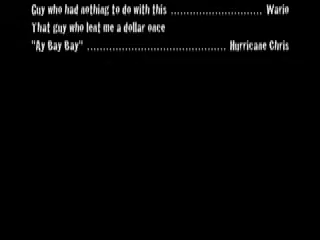 Guy who had nothing to do with this ............................ Wario
That guy who lent me a dollar once
"Ay Bay Bay" .......................................... Hurricane Chris